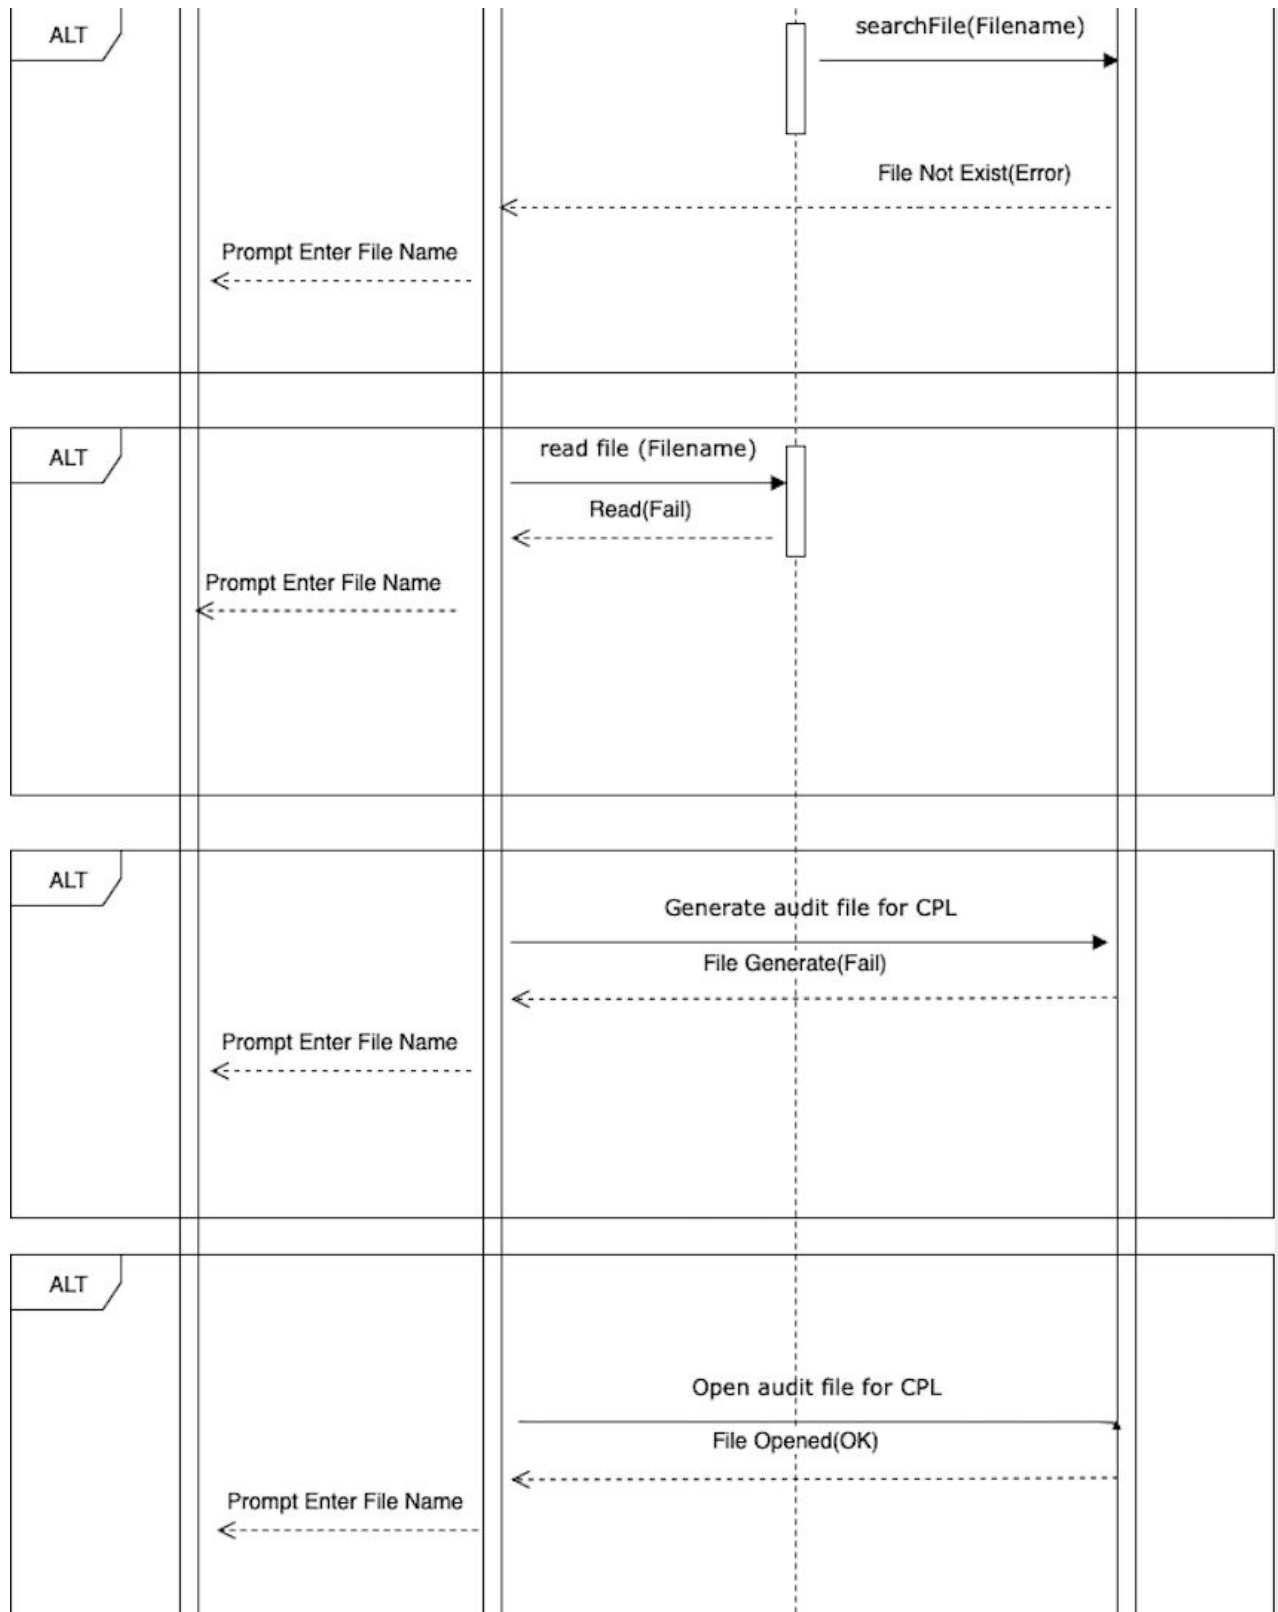 ALT
searchFile(Filename)
File Not Exist(Error)
Prompt Enter File Name
ALT
read file (Filename)
Read(Fail)
Prompt Enter File Name
ALT
Generate audit file for CPL
File Generate(Fail)
Prompt Enter File Name
ALT
Open audit file for CPL
File Opened(OK)
Prompt Enter File Name